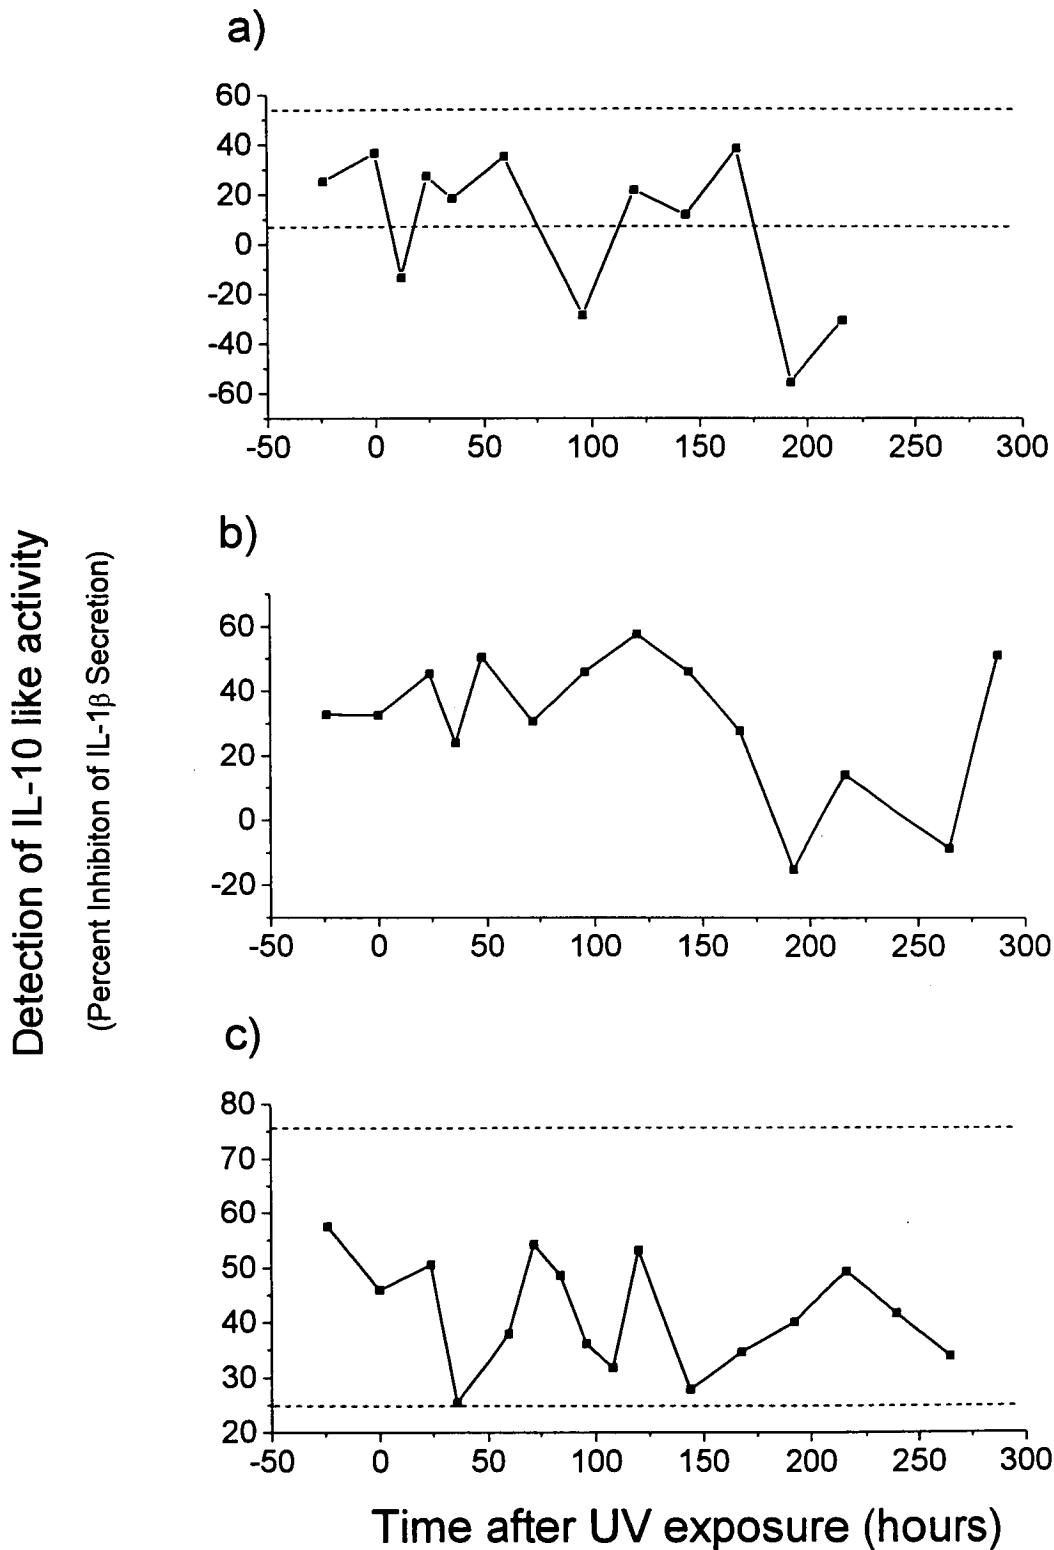 a)
60
40
20
0
-20
-40
-60
-50 0 50 100 150 200 250 300
b)
60
40
20
0
-20
-50 0 50 100 150 200 250 300
c)
80
70
60
50
40
30
20
-50 0 50 100 150 200 250 300
Time after UV exposure (hours)
Detection of IL-10 like activity
(Percent Inhibiton of IL-1β Secretion)